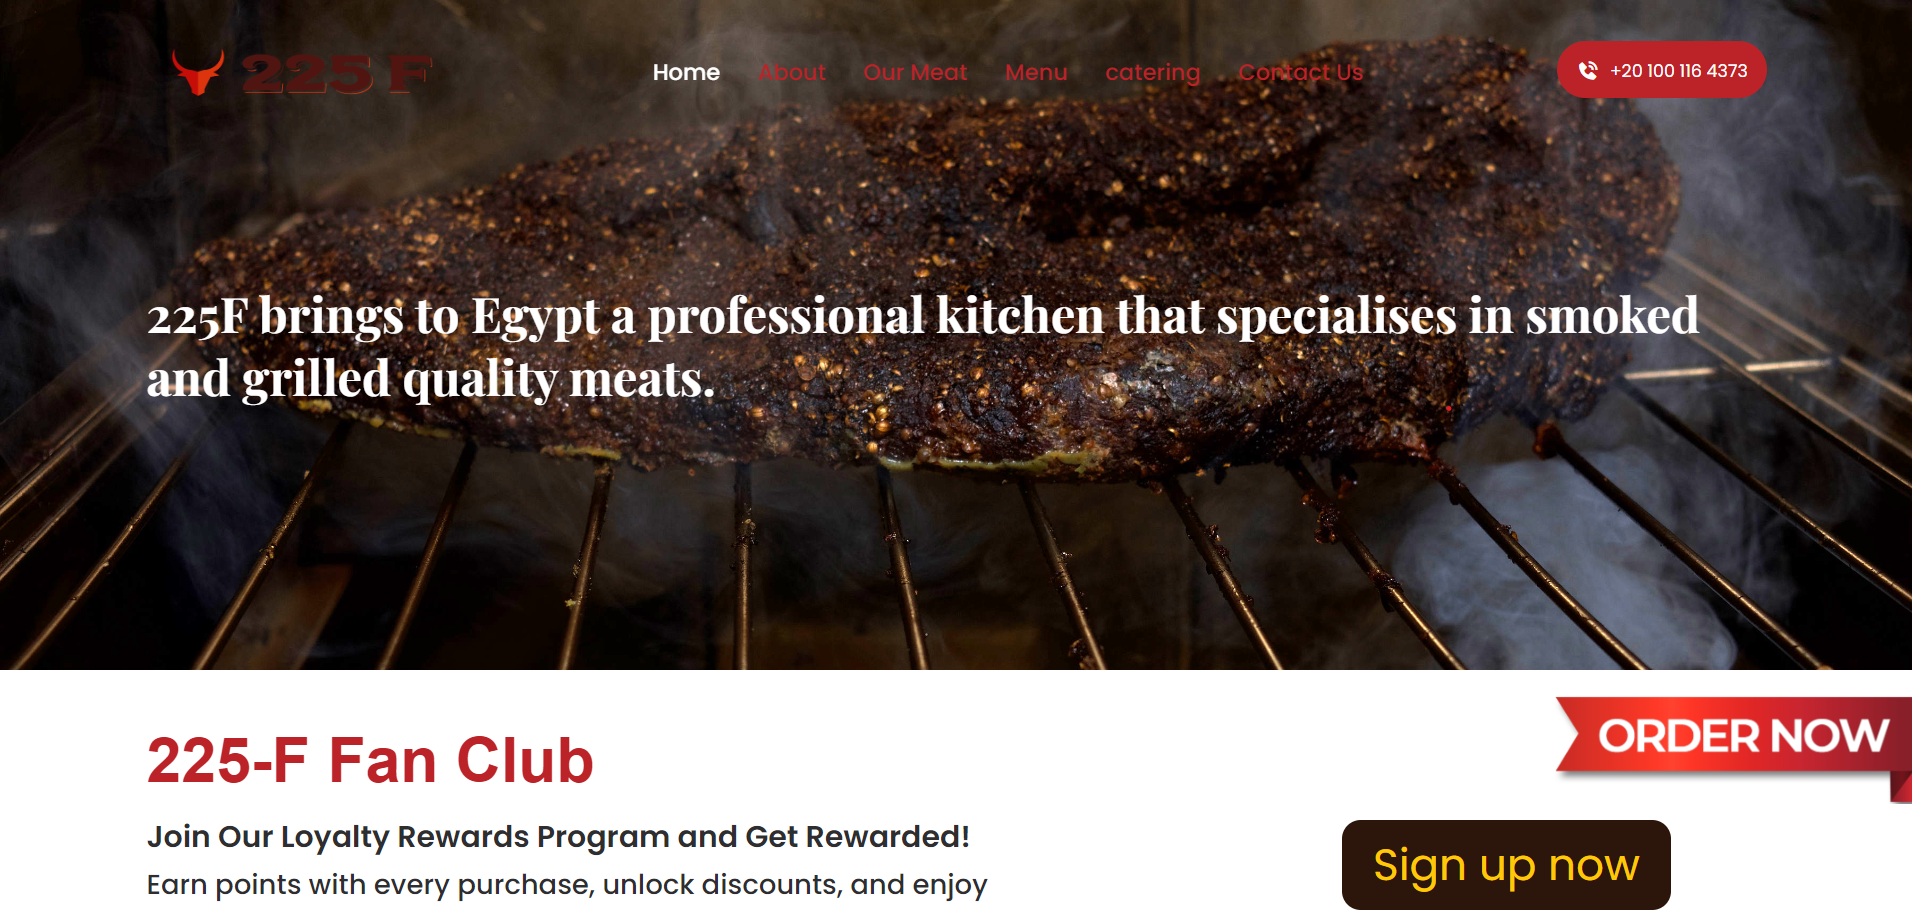 225 F
Home About Our Meat Menu catering Contact Us
+20 100 116 4373
225F brings to Egypt a professional kitchen that specialises in smoked
and grilled quality meats.
ORDER NOW
225-F Fan Club
Join Our Loyalty Rewards Program and Get Rewarded!
Earn points with every purchase, unlock discounts, and enjoy
Sign up now